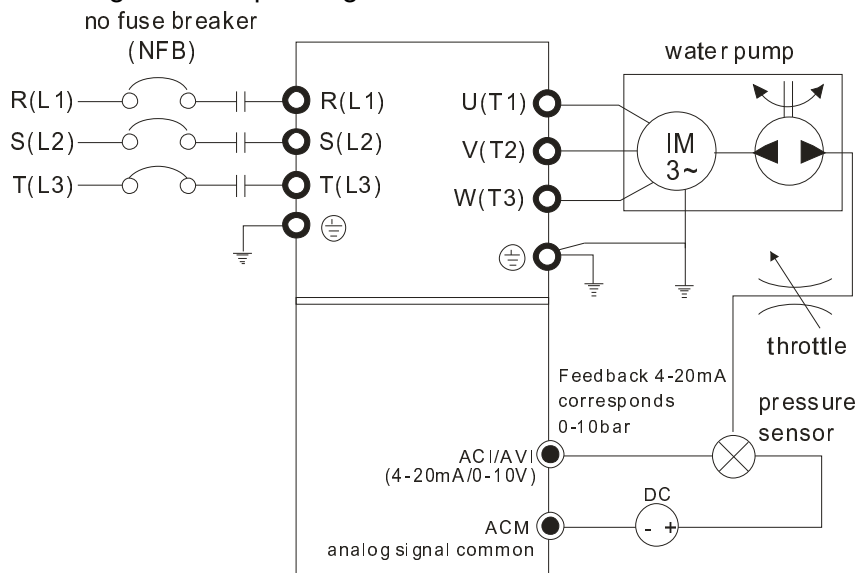 no fuse breaker
(NFB)
R(L1)
S(L2)
T(L3)
R(L1)
S(L2)
T(L3)
U(T1)
V(T2)
W(T3)
water pump
IM
3~
throttle
Feedback 4-20mA
corresponds
0-10bar
pressure
sensor
ACI/AVI
(4-20mA/0-10V)
DC
- +
ACM
analog signal common